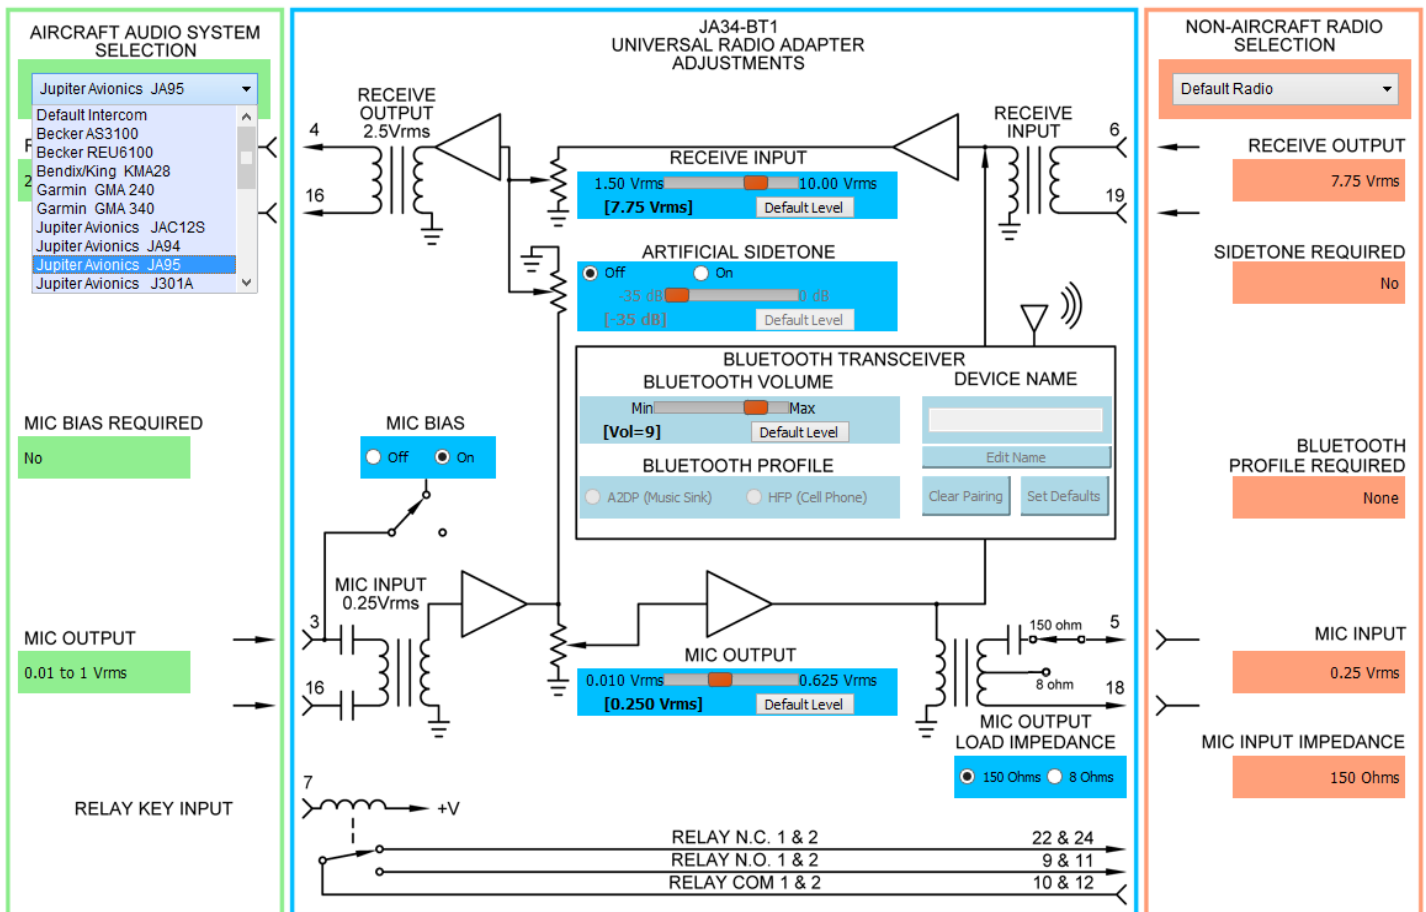 AIRCRAFT AUDIO SYSTEM
SELECTION
Jupiter Avionics JA95
Default Intercom
Becker AS3100
Becker REU6100
Bendix/King KMA28
Garmin GMA 240
Garmin GMA 340
Jupiter Avionics JAC12S
Jupiter Avionics JA94
Jupiter Avionics JA95
Jupiter Avionics J301A
MIC BIAS REQUIRED
No
MIC OUTPUT
0.01 to 1 Vrms
RELAY KEY INPUT
JA34-BT1
UNIVERSAL RADIO ADAPTER
ADJUSTMENTS
RECEIVE
OUTPUT
2.5Vrms
4
16
RECEIVE INPUT
1.50 Vrms 10.00 Vrms
[7.75 Vrms] Default Level
RECEIVE
INPUT
6
19
ARTIFICIAL SIDETONE
Off On
-35 dB 0 dB
[-35 dB] Default Level
BLUETOOTH TRANSCEIVER
BLUETOOTH VOLUME
Min Max
[Vol=9] Default Level
BLUETOOTH PROFILE
A2DP (Music Sink) HFP (Cell Phone)
DEVICE NAME
Edit Name
Clear Pairing Set Defaults
MIC BIAS
Off On
MIC INPUT
0.25Vrms
3
16
MIC OUTPUT
0.010 Vrms 0.625 Vrms
[0.250 Vrms] Default Level
150 ohm
5
8 ohm
18
MIC OUTPUT
LOAD IMPEDANCE
150 Ohms 8 Ohms
7
+V
RELAY N.C. 1 & 2 22 & 24
RELAY N.O. 1 & 2 9 & 11
RELAY COM 1 & 2 10 & 12
NON-AIRCRAFT RADIO
SELECTION
Default Radio
RECEIVE OUTPUT
7.75 Vrms
SIDETONE REQUIRED
No
BLUETOOTH
PROFILE REQUIRED
None
MIC INPUT
0.25 Vrms
MIC INPUT IMPEDANCE
150 Ohms